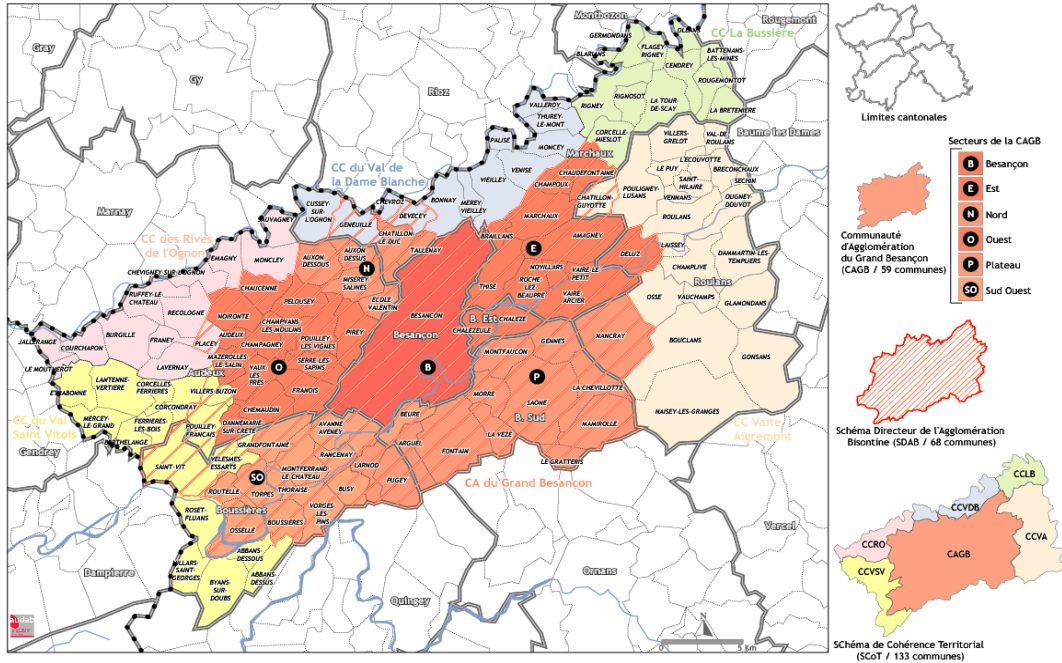 Montbozon
Rougemont
GERMONDANS
OLLANS
CC La Bussière
BLARIANS
FLAGEY-
RIGNEY
BATTENANS-
LES-MINES
CENDREY
Gray
Gy
Rioz
ROUGEMONTOT
RIGNOSOT
LA TOUR-
DE-SCAY
RIGNEY
LA BRETENIERE
VALLEROY
THUREY-
LE-MONT
CORCELLE-
MIESLOT
VILLERS-
GRELOT
VAL-DE-
ROULANS
Baume les Dames
PALISE
MONCEY
Marchaux
L'ECOUVOTTE
LE PUY
BRECONCHAUX
CC du Val de
la Dame Blanche
VENISE
CHAUDEFONTAINE
SAINT-
HILAIRE
SECHIN
VIEILLEY
CHAMPOUX
POULIGNEY-
LUSANS
OUGNEY-
DOUVOT
CHEVROZ
BONNAY
MEREY-
VIEILLEY
CHATILLON-
GUYOTTE
VENNANS
CUSSEY-
SUR-
L'OGNON
DEVECEY
MARCHAUX
ROULANS
Marnay
SAUVAGNEY
GENEUILLE
CHATILLON-
LE-DUC
BRAILLANS
AMAGNEY
CC des Rives
de l'Ognon
TALLENAY
E
LAISSEY
DAMMARTIN-LES-
TEMPLIERS
EMAGNY
MONCLEY
AUXON-
DESSOUS
AUXON
DESSUS
N
DELUZ
CHEVIGNEY-SUR-L'OGNON
MISEREY
SALINES
NOVILLARS
VAIRE-LE-
PETIT
CHAMPLIVE
Roulans
RUFFEY-LE-
CHATEAU
CHAUCENNE
PELOUSEY
ECOLE
VALENTIN
THISE
ROCHE
LEZ
BEAUPRE
VAIRE
ARCIER
OSSE
VAUCHAMPS
GLAMONDANS
RECOLOGNE
NOIRONTE
CHAMPVANS
LES-MOULINS
BESANCON
B. Est
CHALEZE
BURGILLE
AUDEUX
PIREY
Besançon
CHALEZEULE
NANCRAY
JALLERANGE
FRANEY
PLACEY
CHAMPAGNEY
POUILLEY
LES-VIGNES
GENNES
BOUCLANS
COURCHAPON
MAZEROLLES-
LE-SALIN
SERRE-LES-
SAPINS
MONTFAUCON
GONSANS
LE MOUTHEROT
LAVERNAY
Audeux
VAUX
LES
PRES
O
B
P
LANTENNE-
VERTIERE
CORCELLES-
FERRIERES
VILLERS-BUZON
FRANOIS
LA CHEVILLOTTE
ETRABONNE
CORCONDRAY
CHEMAUDIN
MORRE
SAONE
NAISEY-LES-GRANGES
CC du Val
Saint Vitois
MERCEY-
LE-GRAND
FERRIERES-
LES-BOIS
DANNEMARIE-
SUR-CRETE
AVANNE
AVENEY
BEURE
B. Sud
MAMIROLLE
CC Valte
Aigremont
BERTHELANGE
POUILLEY-
FRANCAIS
GRANDFONTAINE
ARGUEL
LA VEZE
Gendrey
VELESMES-
ESSARTS
RANCENAY
FONTAIN
LE GRATTERIS
SAINT-VIT
MONTFERRAND
LE-CHATEAU
LARNOD
SO
ROUTELLE
TORPES
THORAISE
BUSY
PUGEY
CA du Grand Besançon
ROSET-
FLUANS
Boussières
VORGES-
LES-
PINS
OSSELLE
BOUSSIERES
Vercel
VILLARS-
SAINT-
GEORGES
ABBANS-
DESSOUS
Dampierre
BYANS-
SUR-
DOUBS
ABBANS-
DESSUS
Ornans
Quingey
audab
N
0
5 Km
Limites cantonales
Communauté
d'Agglomération
du Grand Besançon
(CAGB / 59 communes)
Secteurs de la CAGB
B Besançon
E Est
N Nord
O Ouest
P Plateau
SO Sud Ouest
Schéma Directeur de l'Agglomération
Bisontine (SDAB / 68 communes)
CCLB
CCVDB
CCRO
CAGB
CCVA
CCVSV
SChéma de Cohérence Territorial
(SCoT / 133 communes)